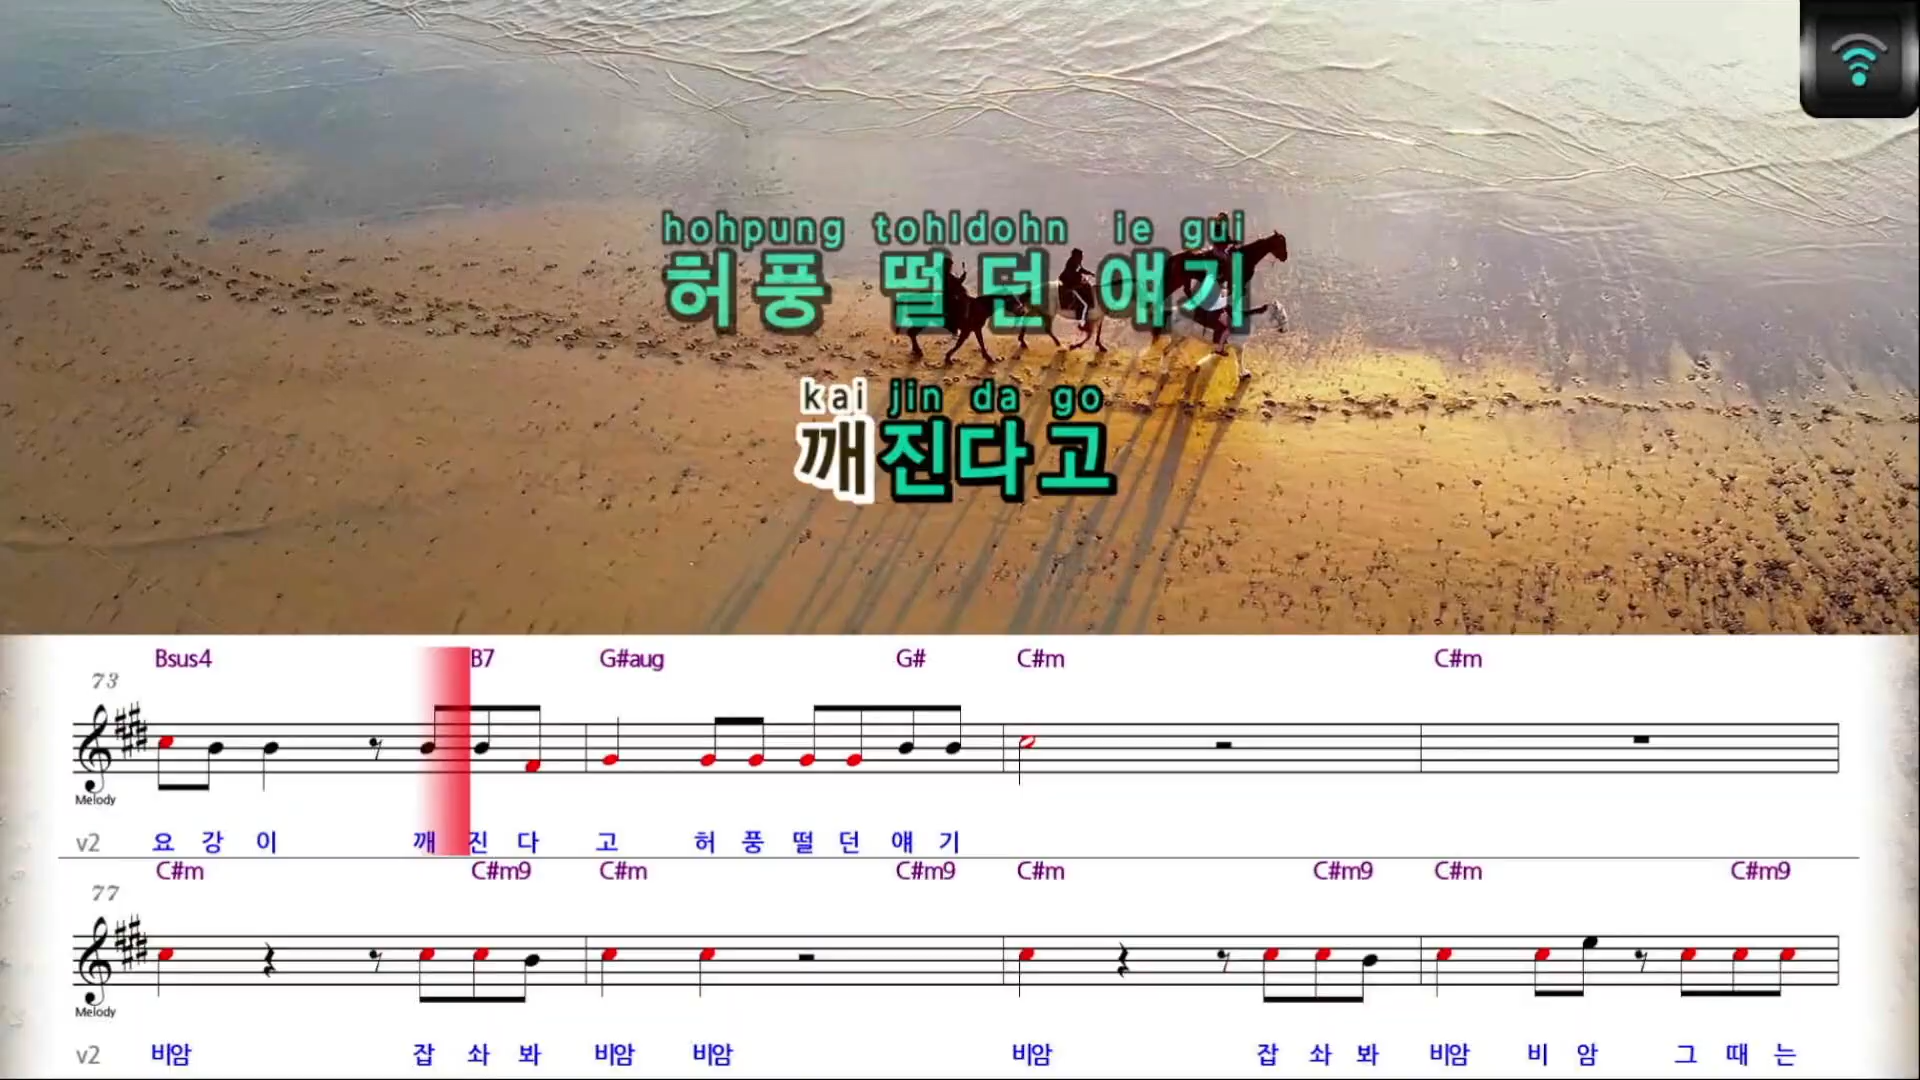 hohpung tohldohn ie gui
허풍 떨던 얘기
kai jin da go
깨진다고
Bsus4 B7 G#aug G# C#m C#m
73
Melody
v2 요 강 이 깨 진 다 고 허 풍 떨 던 얘 기
C#m C#m9 C#m C#m9 C#m C#m9 C#m C#m9
77
Melody
v2 비암 잡 솨 봐 비암 비암 비암 잡 솨 봐 비암 비 암 그 때 는